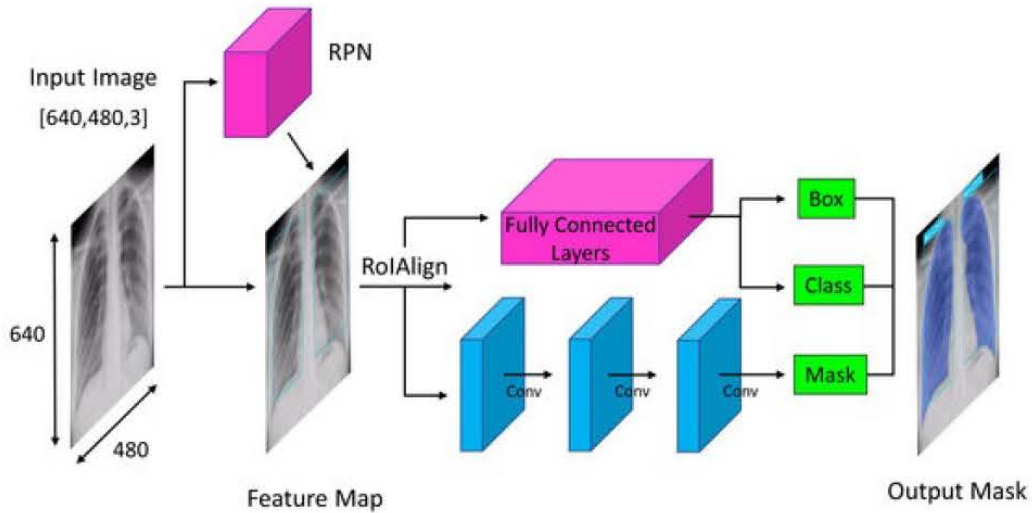 RPN
Input Image
[640,480,3]
Fully Connected
Layers
Box
RoIAlign
Class
640
Conv
Conv
Conv
Mask
480
Feature Map
Output Mask